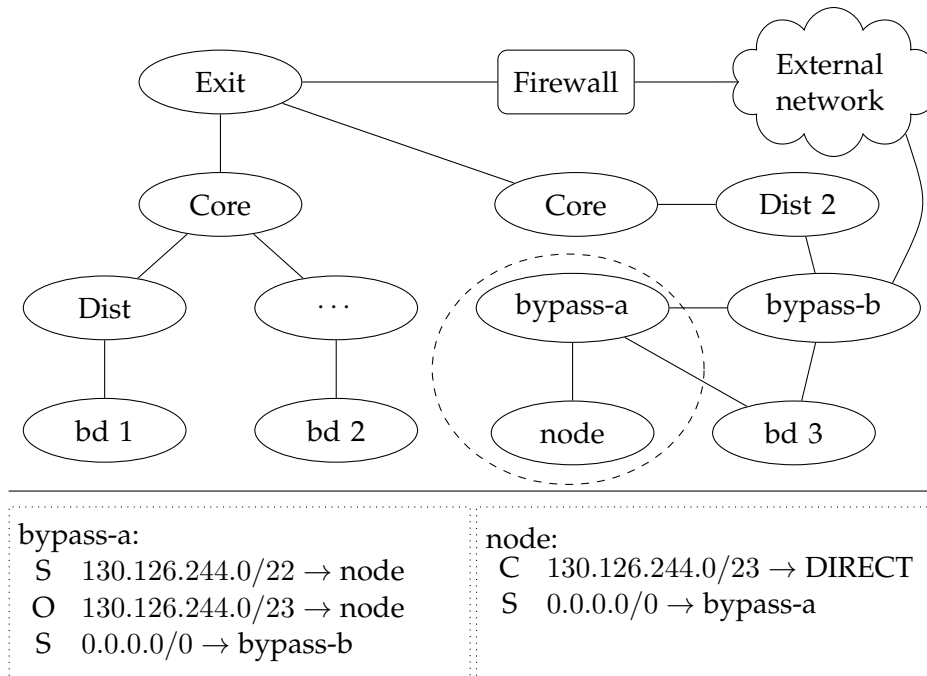 External
network
Exit
Firewall
Core
Core
Dist 2
Dist
···
bypass-a
bypass-b
bd 1
bd 2
node
bd 3
bypass-a:
S 130.126.244.0/22 → node
O 130.126.244.0/23 → node
S 0.0.0.0/0 → bypass-b
node:
C 130.126.244.0/23 → DIRECT
S 0.0.0.0/0 → bypass-a